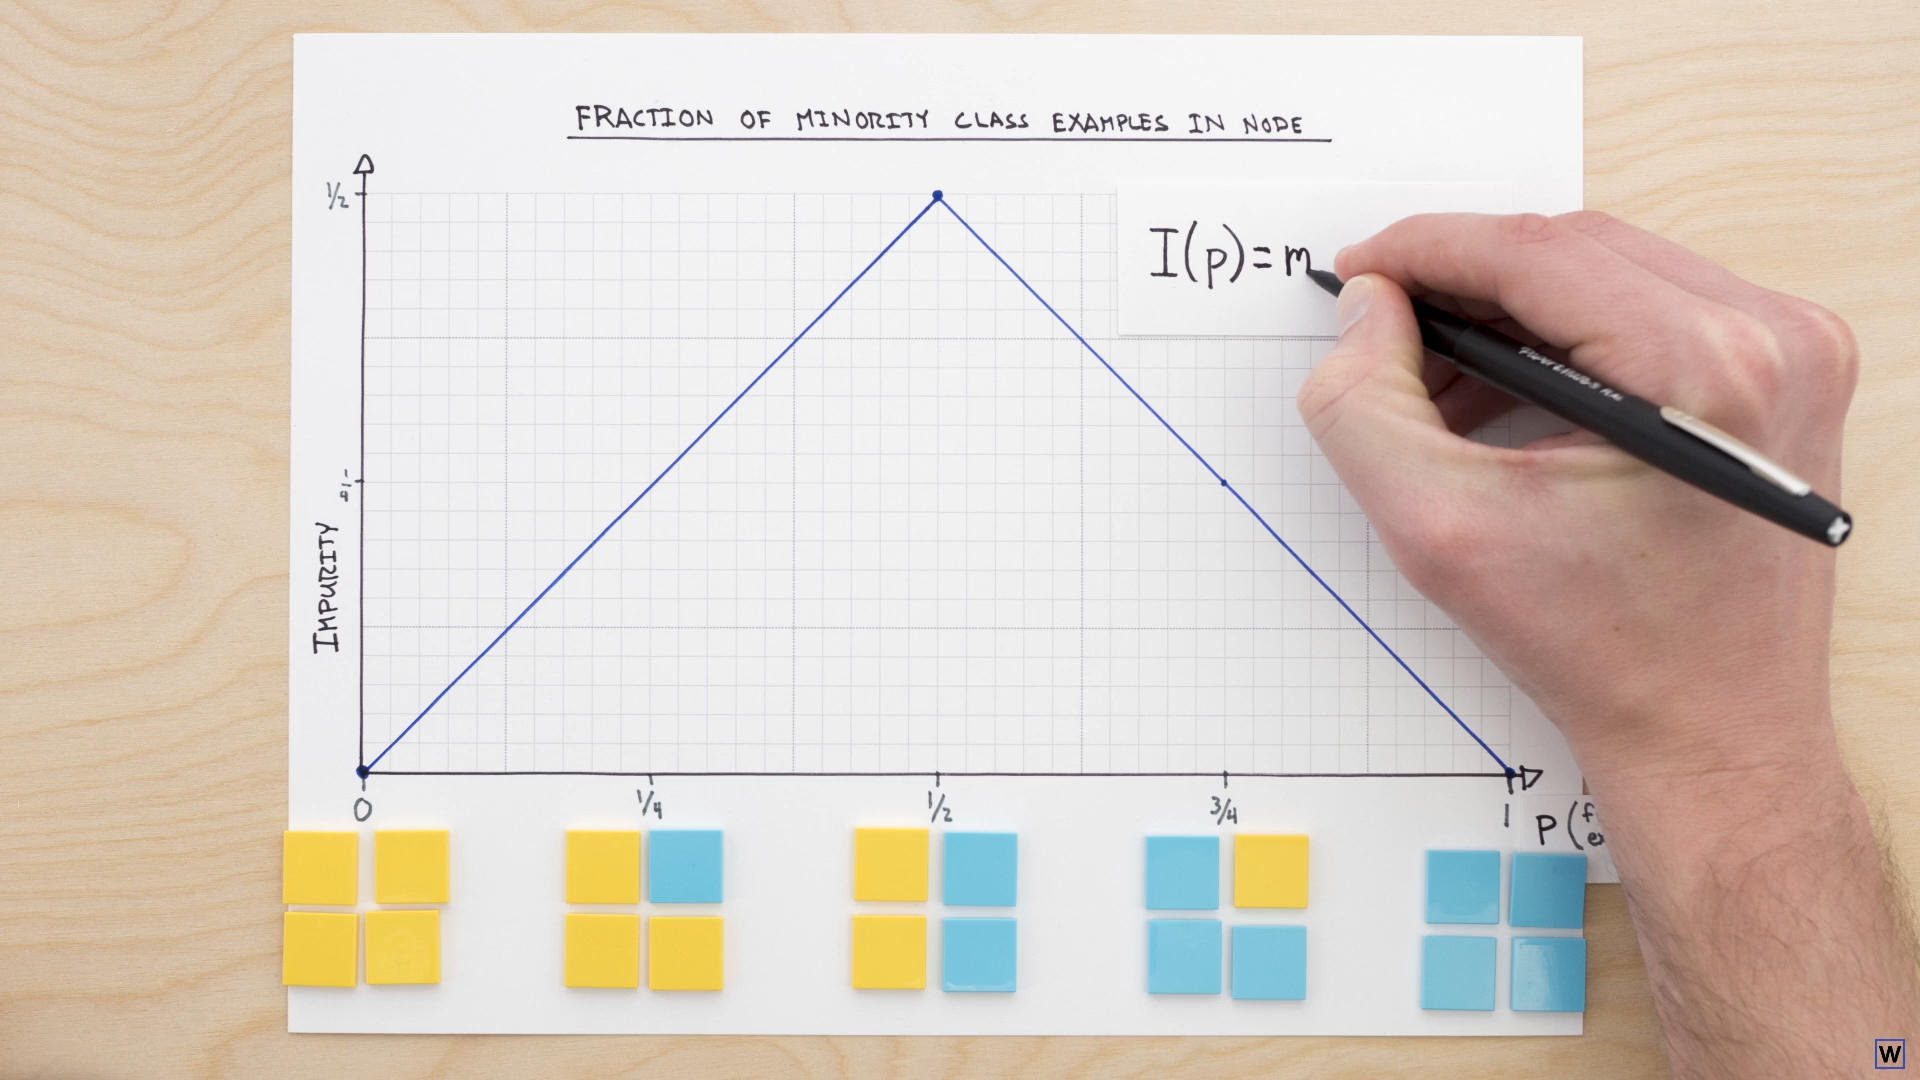 FRACTION OF MINORITY CLASS EXAMPLES IN NODE
1/2
I(p)=m
IMPURITY
0
1/4
1/2
3/4
1
P(
W